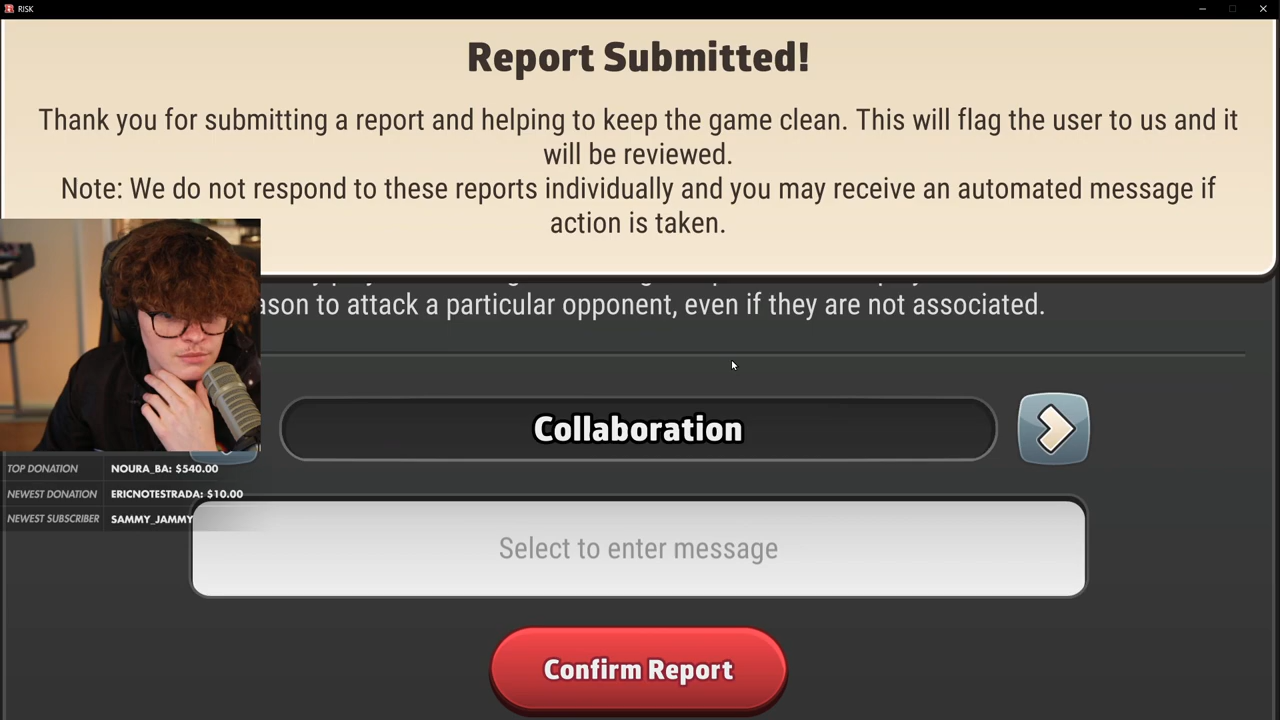 RISK
Report Submitted!
Thank you for submitting a report and helping to keep the game clean. This will flag the user to us and it
will be reviewed.
Note: We do not respond to these reports individually and you may receive an automated message if
action is taken.
to attack a particular opponent, even if they are not associated.
Collaboration
TOP DONATION NOURA_BA: $540.00
NEWEST DONATION ERICNOTESTRADA: $10.00
NEWEST SUBSCRIBER SAMMY_JAMMY
Select to enter message
Confirm Report